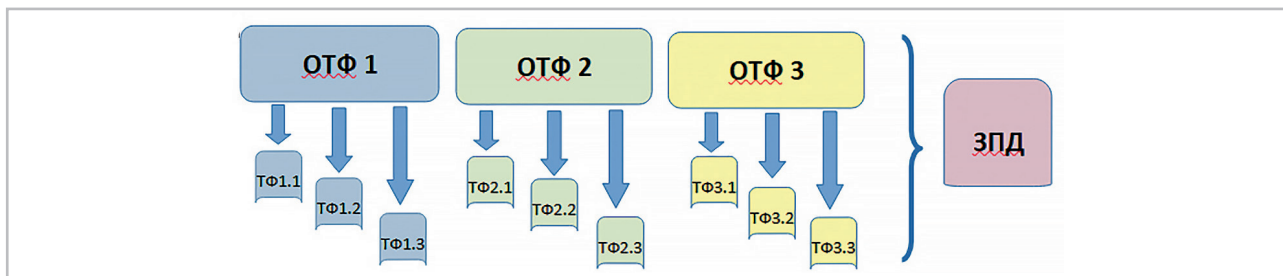 ОТФ 1
ОТФ 2
ОТФ 3
ЗПД
ТФ1.1
ТФ1.2
ТФ1.3
ТФ2.1
ТФ2.2
ТФ2.3
ТФ3.1
ТФ3.2
ТФ3.3